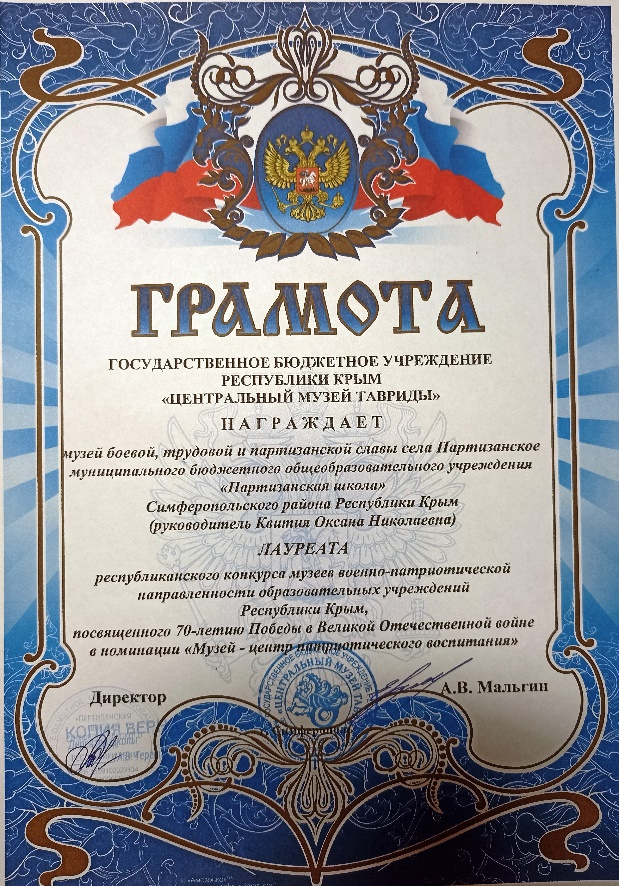 ГРАМОТА
ГОСУДАРСТВЕННОЕ БЮДЖЕТНОЕ УЧРЕЖДЕНИЕ
РЕСПУБЛИКИ КРЫМ
«ЦЕНТРАЛЬНЫЙ МУЗЕЙ ТАВРИДЫ»
НАГРАЖДАЕТ
музей боевой, трудовой и партизанской славы села Партизанское
муниципального бюджетного общеобразовательного учреждения
«Партизанская школа»
Симферопольского района Республики Крым
(руководитель Квития Оксана Николаевна)
ЛАУРЕАТА
республиканского конкурса музеев военно-патриотической
направленности образовательных учреждений
Республики Крым,
посвященного 70-летию Победы в Великой Отечественной войне
в номинации «Музей - центр патриотического воспитания»
Директор
А.В. Мальгин
ЦЕНТРАЛЬНЫЙ МУЗЕЙ
г. Симферополь
КОПИЯ ВЕР